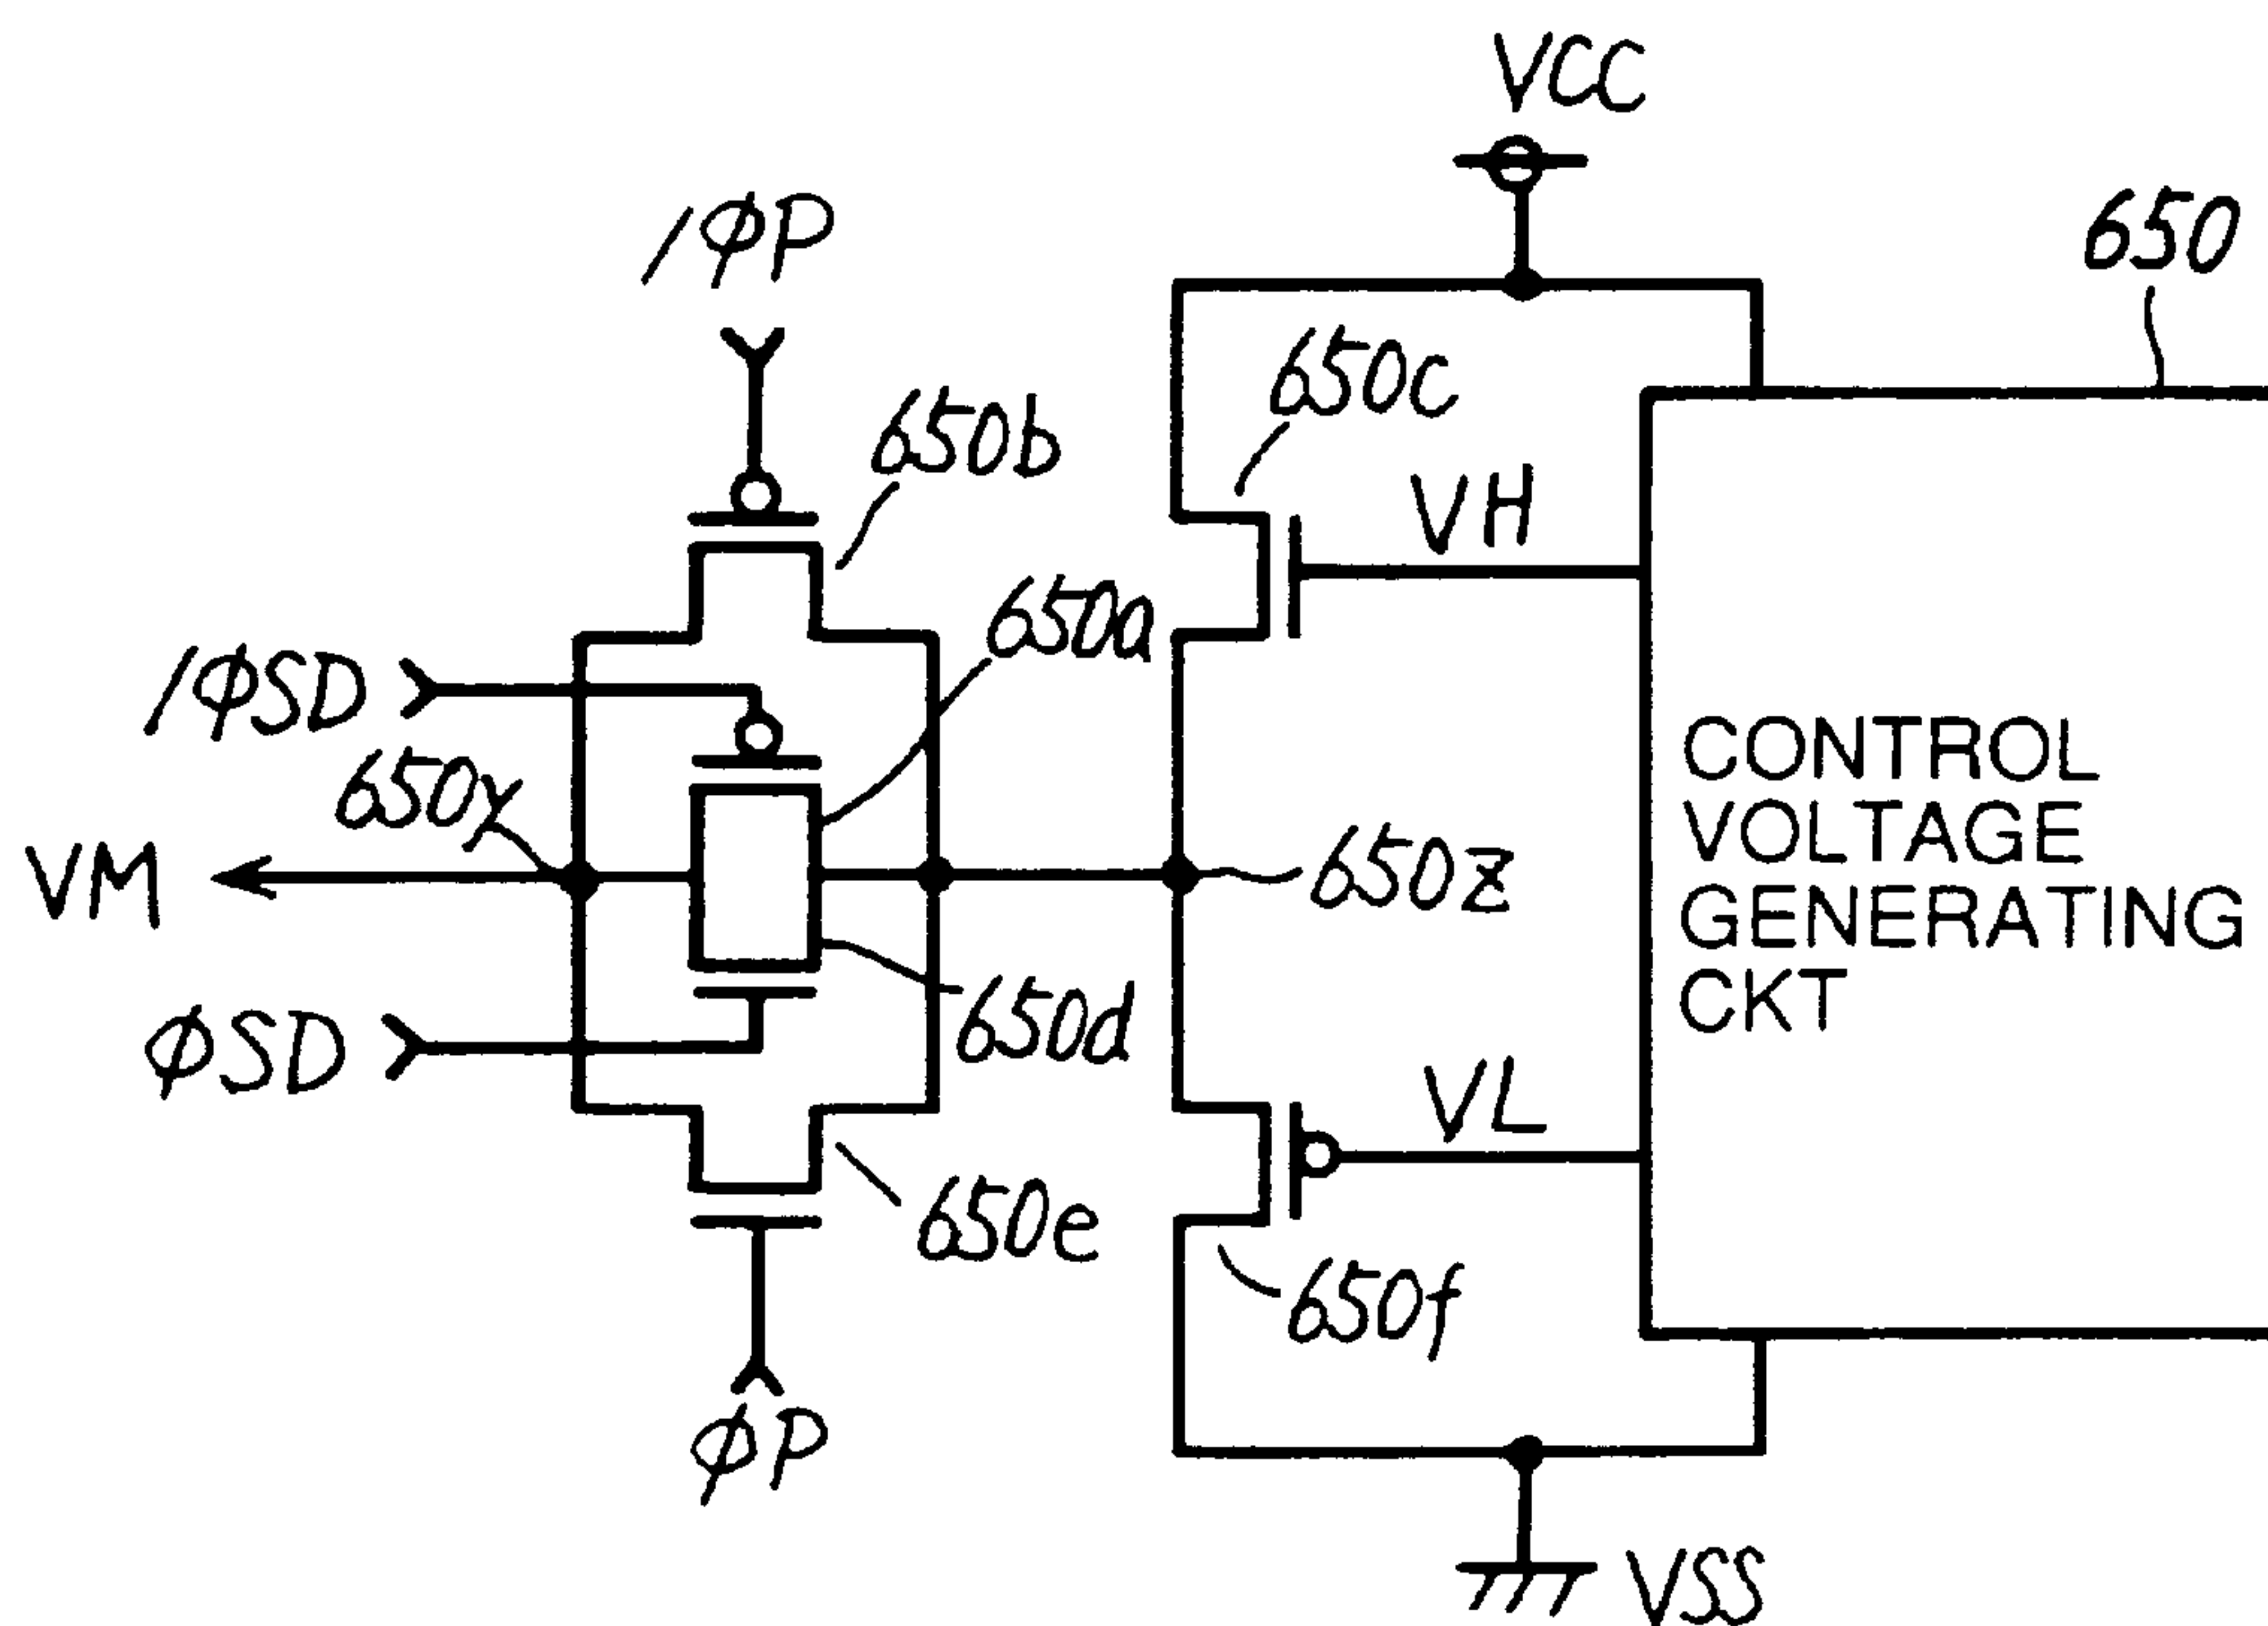 VCC
650
/φP
650c
650b
VH
650a
/φSD
CONTROL
VOLTAGE
GENERATING
CKT
650y
VM
650z
φSD
650d
VL
650e
650f
φP
VSS